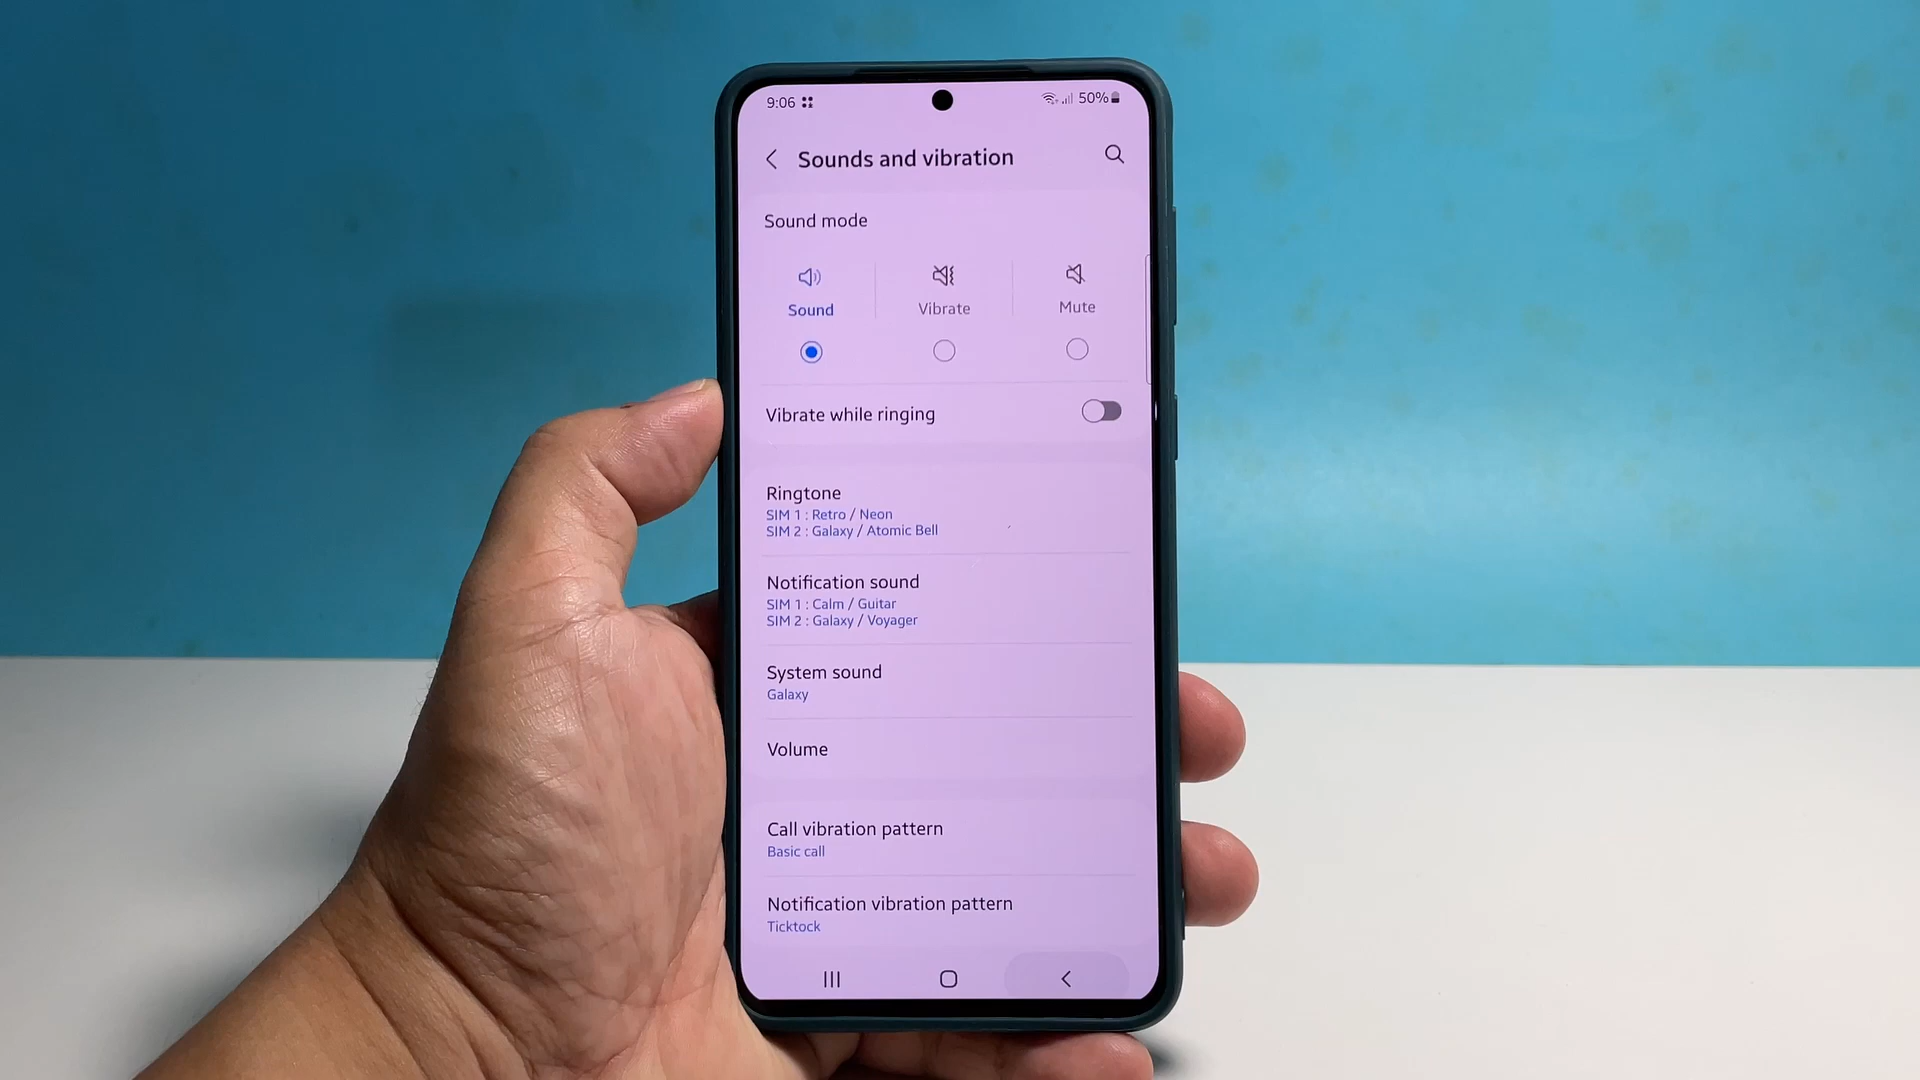 9:06
50%
Sounds and vibration
Sound mode
Sound
Vibrate
Mute
Vibrate while ringing
Ringtone
SIM 1 : Retro / Neon
SIM 2 : Galaxy / Atomic Bell
Notification sound
SIM 1 : Calm / Guitar
SIM 2 : Galaxy / Voyager
System sound
Galaxy
Volume
Call vibration pattern
Basic call
Notification vibration pattern
Ticktock